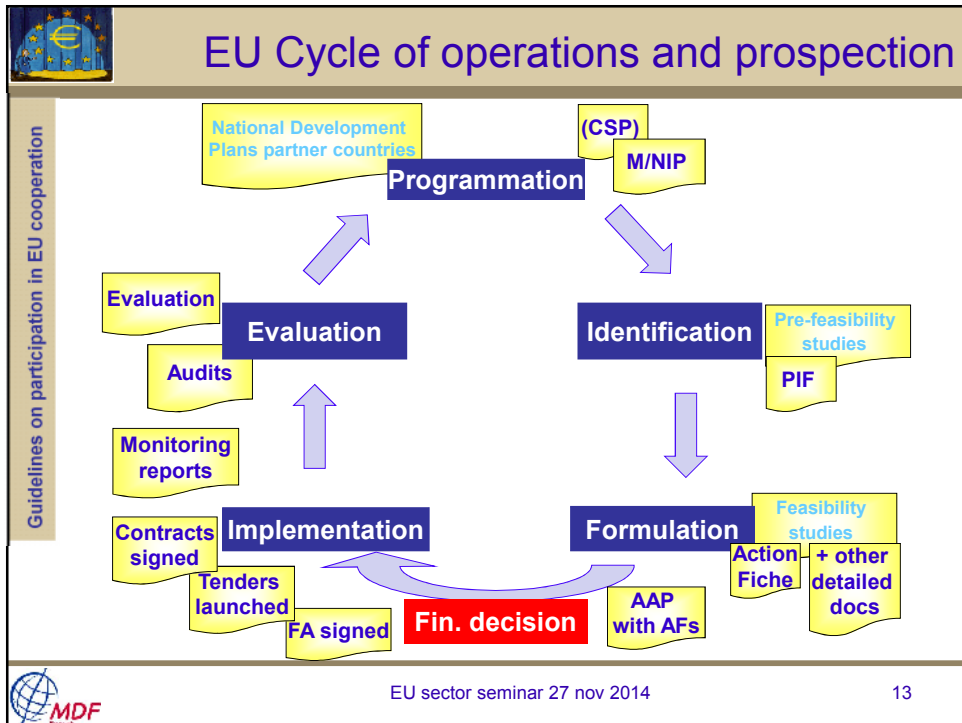 EU Cycle of operations and prospection
Guidelines on participation in EU cooperation
National Development
Plans partner countries
(CSP)
M/NIP
Programmation
Evaluation
Evaluation
Audits
Identification
Pre-feasibility
studies
PIF
Monitoring
reports
Contracts
signed
Implementation
Tenders
launched
FA signed
Fin. decision
AAP
with AFs
Formulation
Feasibility
studies
Action
Fiche
+ other
detailed
docs
MDF
EU sector seminar 27 nov 2014
13